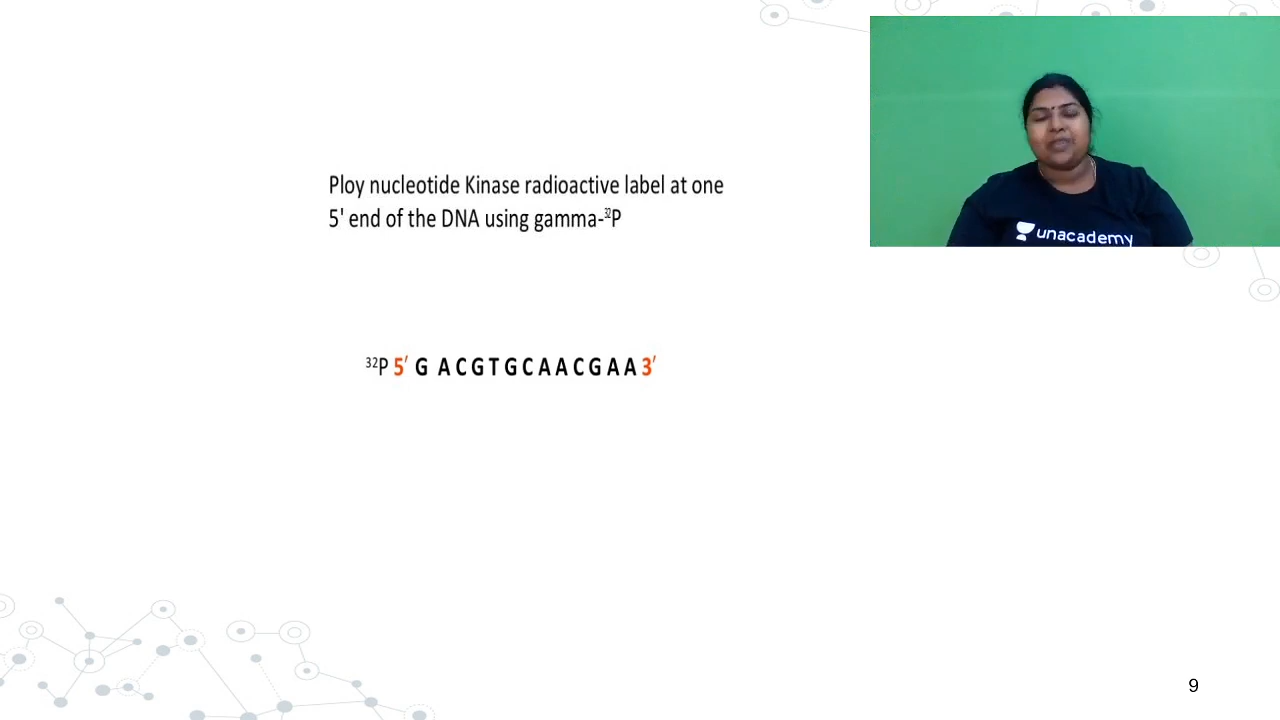 Ploy nucleotide Kinase radioactive label at one
5' end of the DNA using gamma-³²P
³²P 5′ G ACGTGCAACGAA 3′
unacademy
9